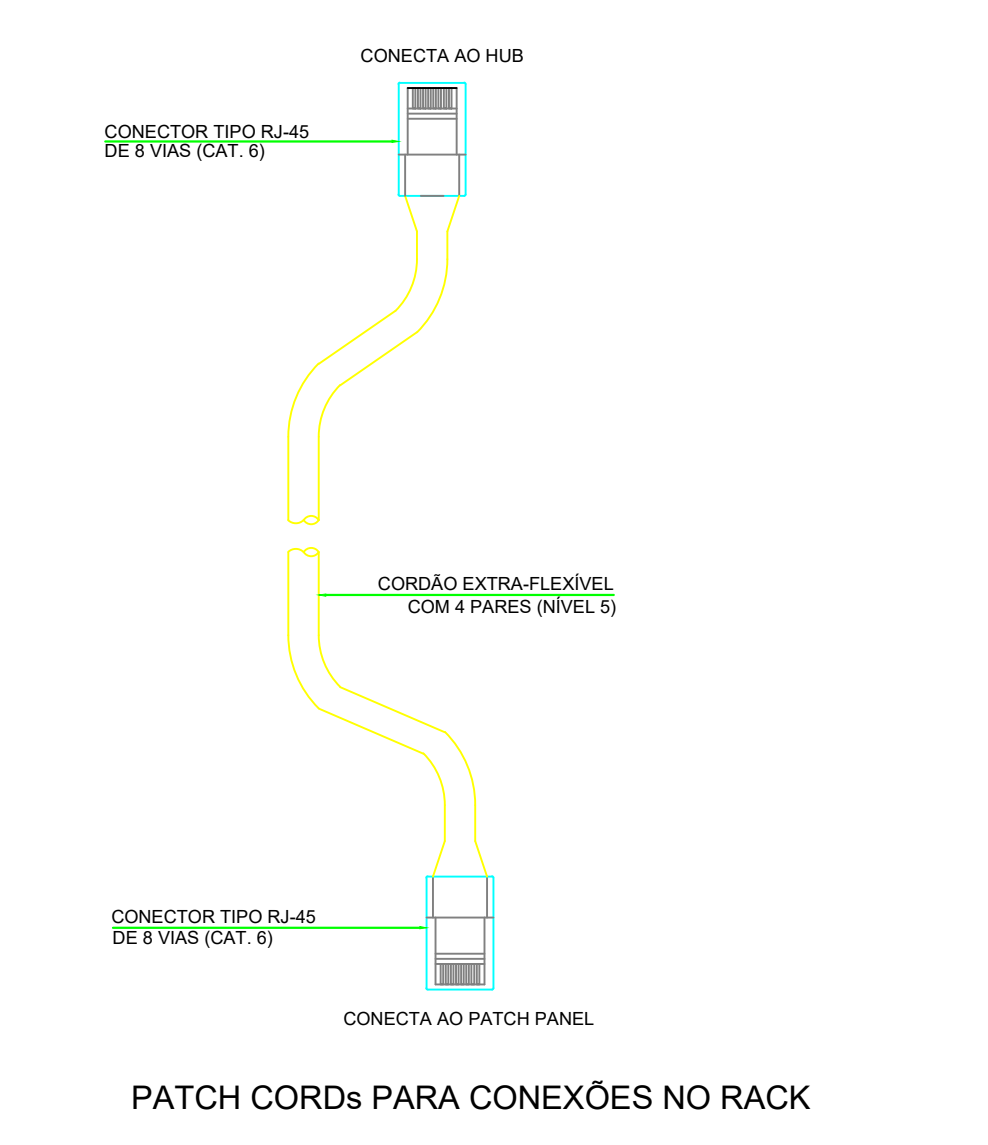 CONECTA AO HUB
CONECTOR TIPO RJ-45
DE 8 VIAS (CAT. 6)
CORDÃO EXTRA-FLEXÍVEL
COM 4 PARES (NÍVEL 5)
CONECTOR TIPO RJ-45
DE 8 VIAS (CAT. 6)
CONECTA AO PATCH PANEL
PATCH CORDs PARA CONEXÕES NO RACK